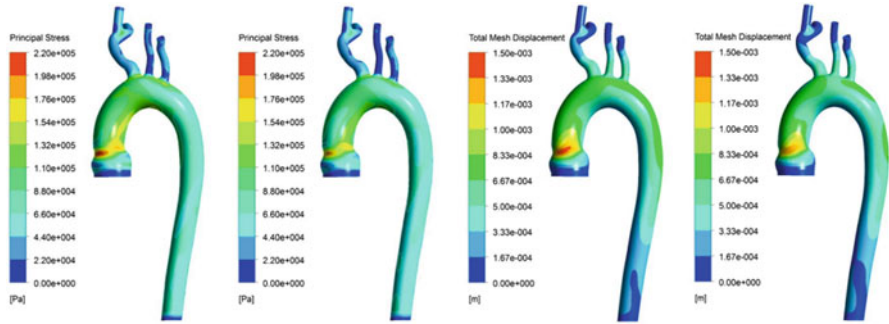 Principal Stress
2.20e+005
1.98e+005
1.76e+005
1.54e+005
1.32e+005
1.10e+005
8.80e+004
6.60e+004
4.40e+004
2.20e+004
0.00e+000
[Pa]
Principal Stress
2.20e+005
1.98e+005
1.76e+005
1.54e+005
1.32e+005
1.10e+005
8.80e+004
6.60e+004
4.40e+004
2.20e+004
0.00e+000
[Pa]
Total Mesh Displacement
1.50e-003
1.33e-003
1.17e-003
1.00e-003
8.33e-004
6.67e-004
5.00e-004
3.33e-004
1.67e-004
0.00e+000
[m]
Total Mesh Displacement
1.50e-003
1.33e-003
1.17e-003
1.00e-003
8.33e-004
6.67e-004
5.00e-004
3.33e-004
1.67e-004
0.00e+000
[m]